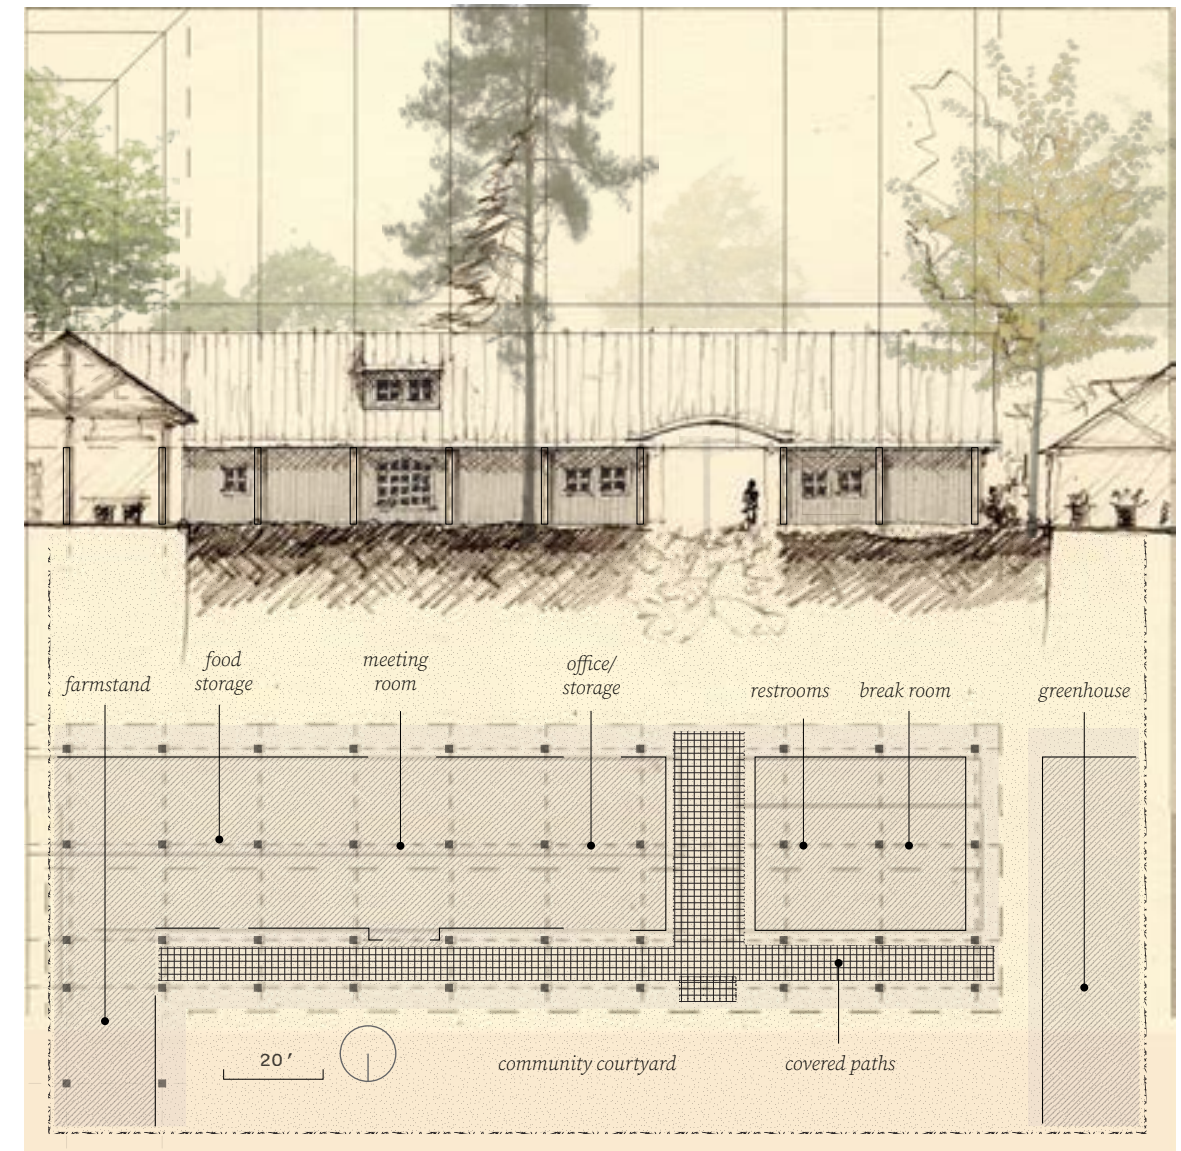 food
storage
meeting
room
office/
storage
farmstand
restrooms
break room
greenhouse
20′
community courtyard
covered paths